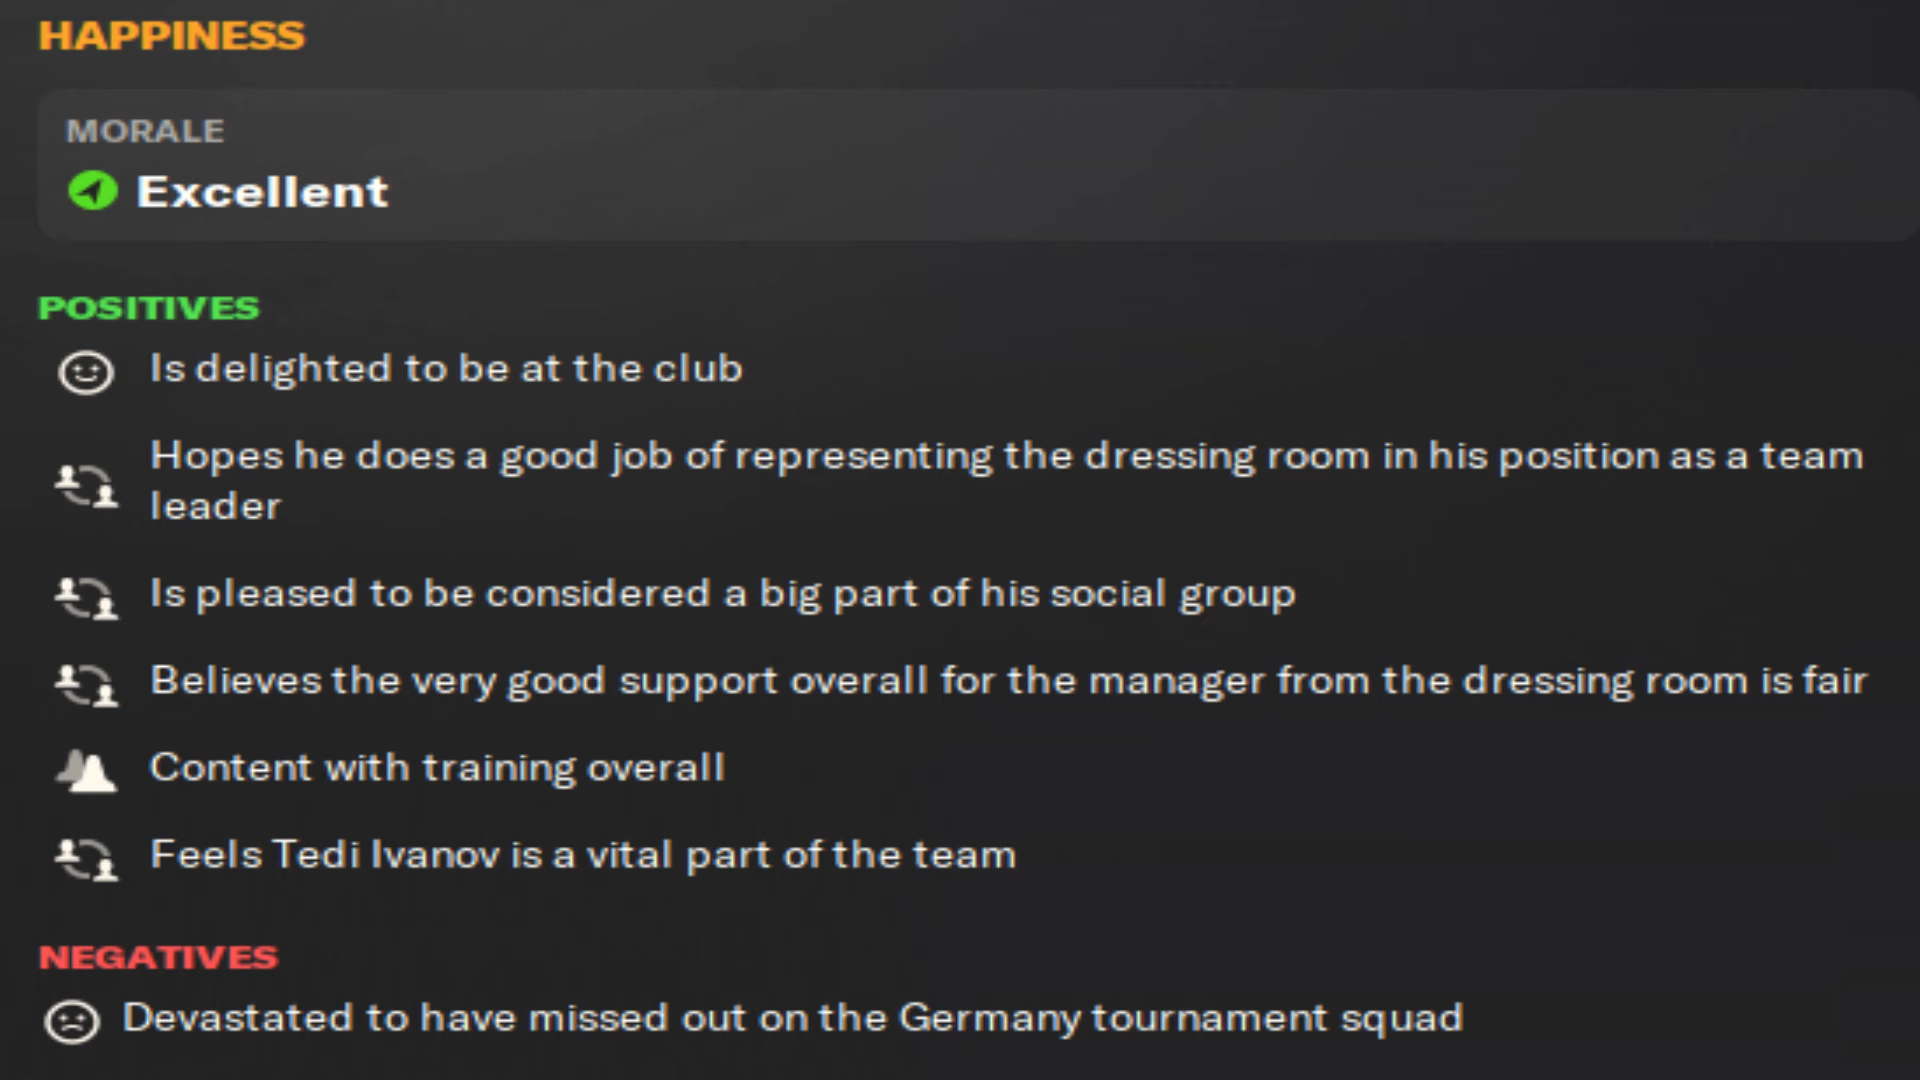 HAPPINESS
MORALE
Excellent
POSITIVES
Is delighted to be at the club
Hopes he does a good job of representing the dressing room in his position as a team
leader
Is pleased to be considered a big part of his social group
Believes the very good support overall for the manager from the dressing room is fair
Content with training overall
Feels Tedi Ivanov is a vital part of the team
NEGATIVES
Devastated to have missed out on the Germany tournament squad